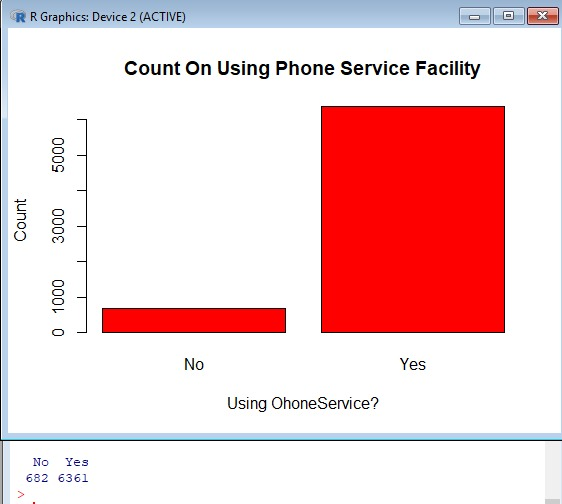 R Graphics: Device 2 (ACTIVE)
Count On Using Phone Service Facility
Count
5000
3000
1000
0
No Yes
Using OhoneService?
No Yes
682 6361
>